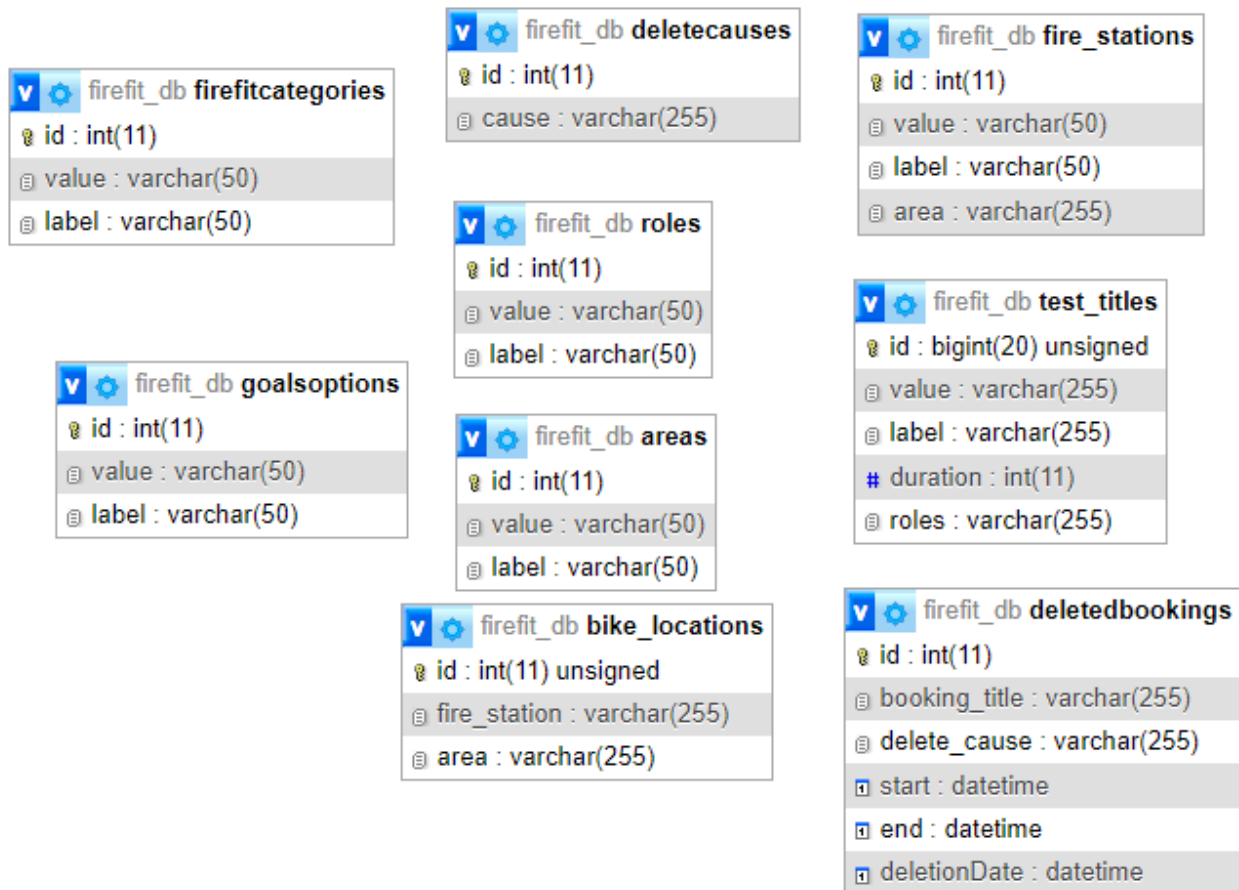 v firefit_db firefitcategories
id : int(11)
value : varchar(50)
label : varchar(50)
v firefit_db deletecauses
id : int(11)
cause : varchar(255)
v firefit_db fire_stations
id : int(11)
value : varchar(50)
label : varchar(50)
area : varchar(255)
v firefit_db roles
id : int(11)
value : varchar(50)
label : varchar(50)
v firefit_db test_titles
id : bigint(20) unsigned
value : varchar(255)
label : varchar(255)
# duration : int(11)
roles : varchar(255)
v firefit_db goalsoptions
id : int(11)
value : varchar(50)
label : varchar(50)
v firefit_db areas
id : int(11)
value : varchar(50)
label : varchar(50)
v firefit_db bike_locations
id : int(11) unsigned
fire_station : varchar(255)
area : varchar(255)
v firefit_db deletedbookings
id : int(11)
booking_title : varchar(255)
delete_cause : varchar(255)
start : datetime
end : datetime
deletionDate : datetime